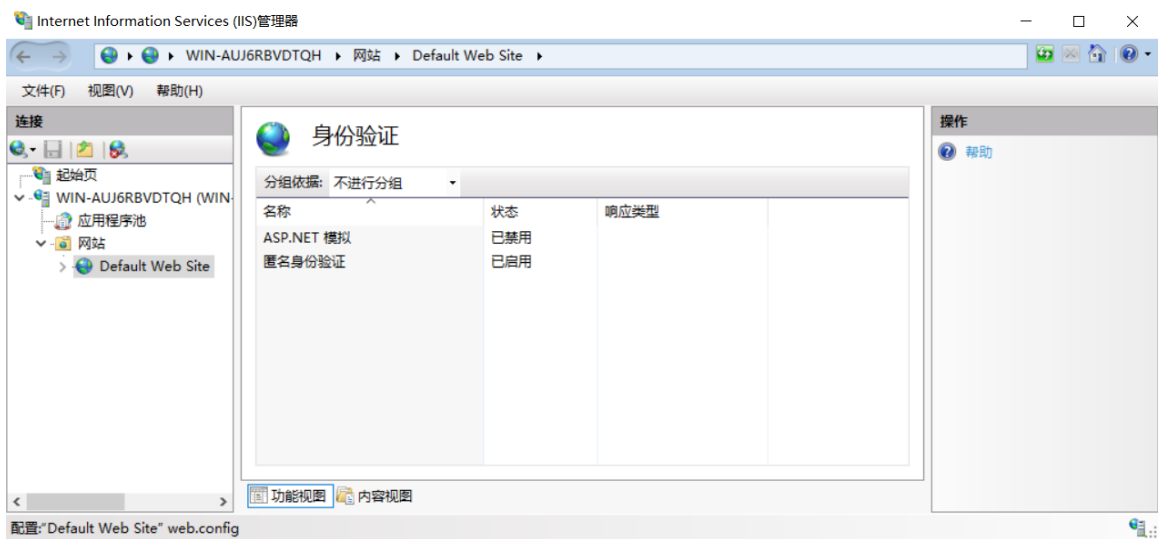 Internet Information Services (IIS)管理器
WIN-AUJ6RBVDTQH 网站 Default Web Site
文件(F) 视图(V) 帮助(H)
连接
起始页
WIN-AUJ6RBVDTQH (WIN-
应用程序池
网站
Default Web Site
身份验证
分组依据: 不进行分组
名称 状态 响应类型
ASP.NET 模拟 已禁用
匿名身份验证 已启用
功能视图 内容视图
操作
帮助
配置:“Default Web Site” web.config